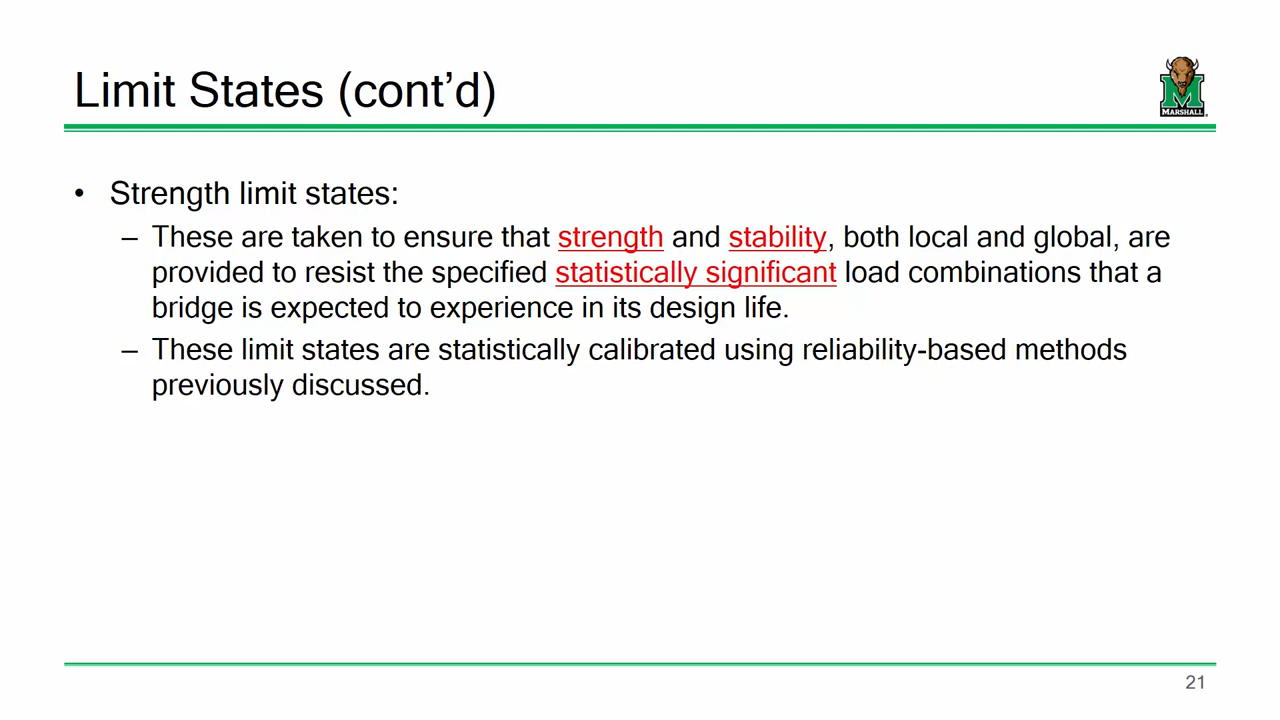 Limit States (cont’d)
MARSHALL
• Strength limit states:
– These are taken to ensure that strength and stability, both local and global, are
provided to resist the specified statistically significant load combinations that a
bridge is expected to experience in its design life.
– These limit states are statistically calibrated using reliability-based methods
previously discussed.
21